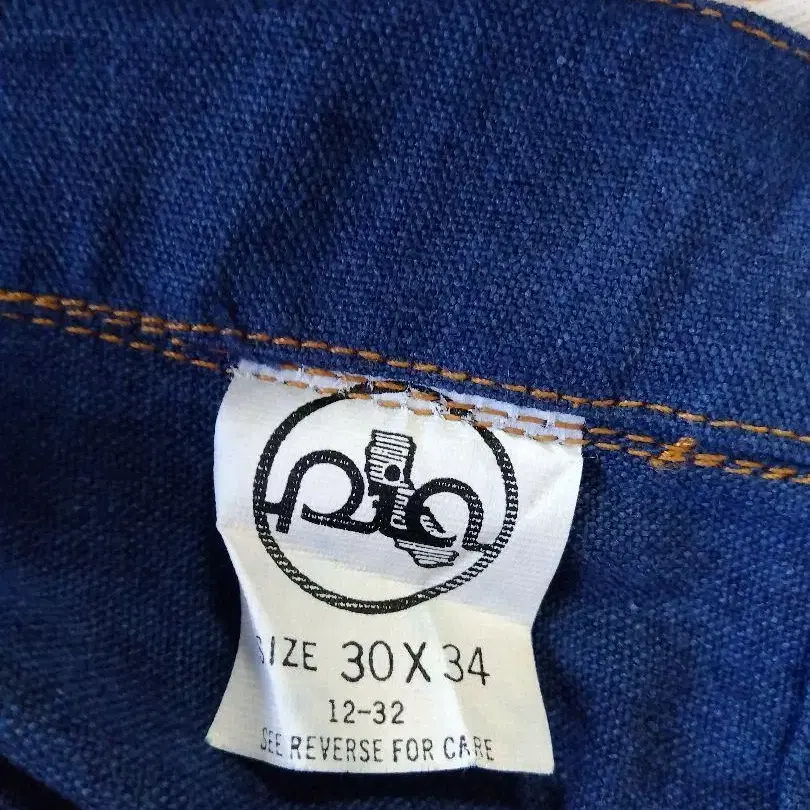 SIZE 30 X 34
12-32
SEE REVERSE FOR CARE